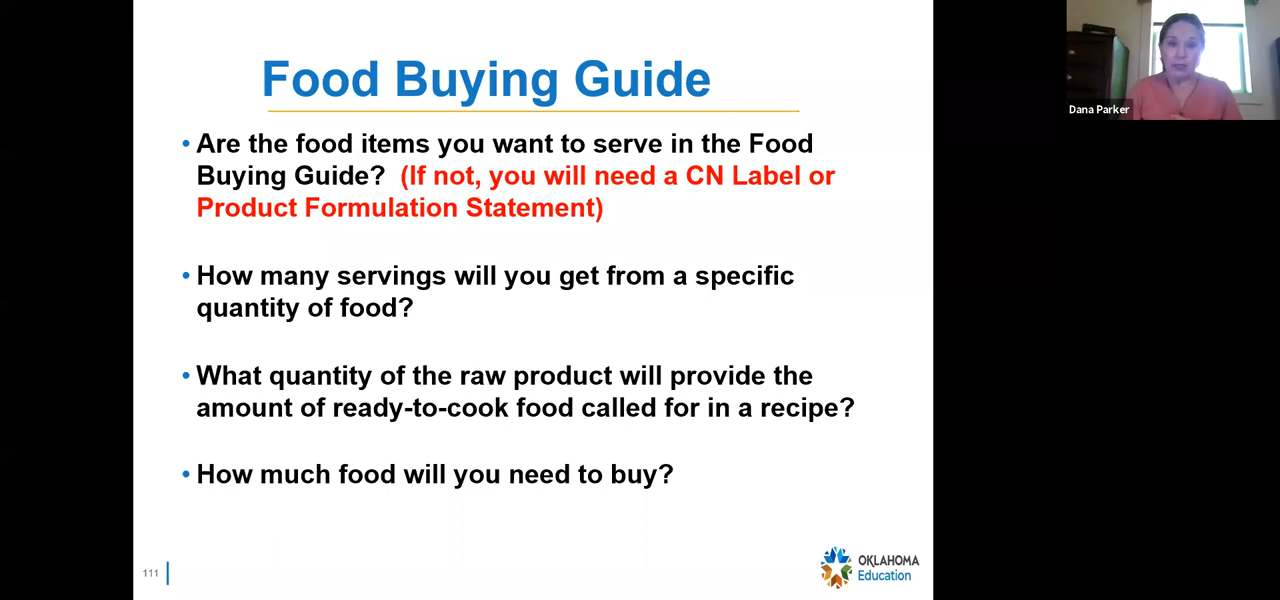 Food Buying Guide
• Are the food items you want to serve in the Food
Buying Guide? (If not, you will need a CN Label or
Product Formulation Statement)
• How many servings will you get from a specific
quantity of food?
• What quantity of the raw product will provide the
amount of ready-to-cook food called for in a recipe?
• How much food will you need to buy?
111
OKLAHOMA
Education
Dana Parker